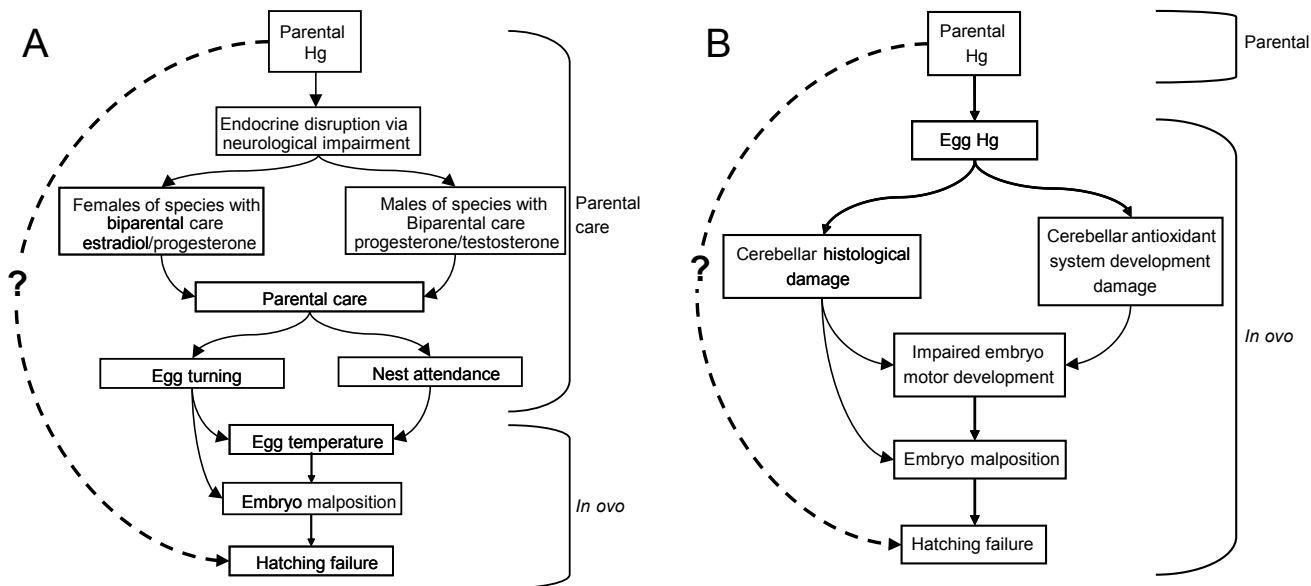 A
Parental
Hg
Endocrine disruption via
neurological impairment
Females of species with
biparental care
estradiol/progesterone
Males of species with
Biparental care
progesterone/testosterone
Parental
care
?
Parental care
Egg turning
Nest attendance
Egg temperature
Embryo malposition
In ovo
Hatching failure
B
Parental
Hg
Parental
Egg Hg
Cerebellar histological
damage
Cerebellar antioxidant
system development
damage
?
In ovo
Impaired embryo
motor development
Embryo malposition
Hatching failure